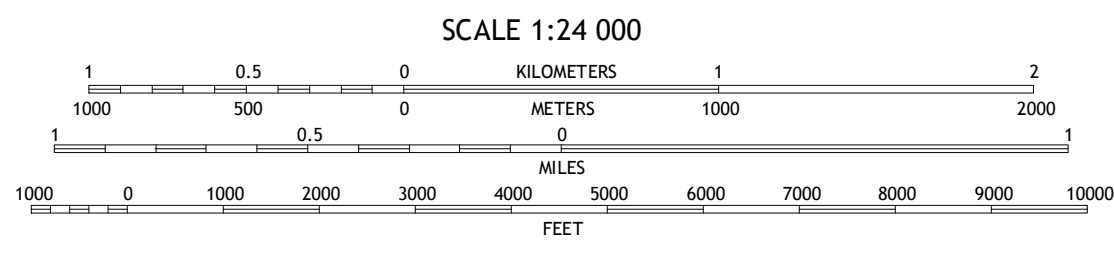 SCALE 1:24 000
1 0.5 0 KILOMETERS 1 2
1000 500 0 METERS 1000 2000
1 0.5 0 1
MILES
1000 0 1000 2000 3000 4000 5000 6000 7000 8000 9000 10000
FEET